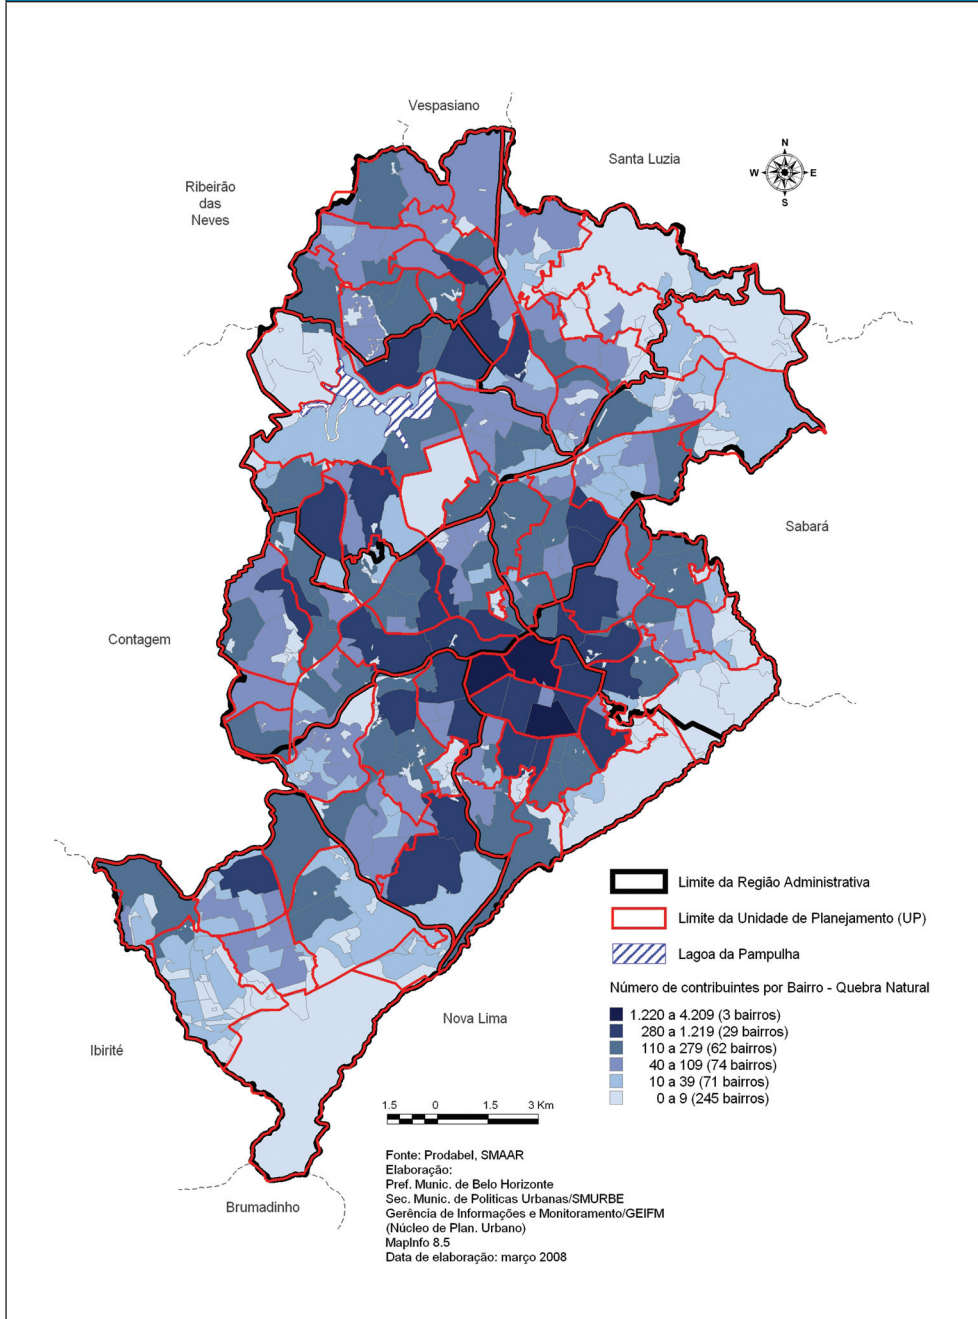 Vespasiano
Santa Luzia
Ribeirão
das
Neves
N
W
E
S
Sabará
Contagem
Limite da Região Administrativa
Limite da Unidade de Planejamento (UP)
Lagoa da Pampulha
Número de contribuintes por Bairro - Quebra Natural
1.220 a 4.209 (3 bairros)
280 a 1.219 (29 bairros)
110 a 279 (62 bairros)
40 a 109 (74 bairros)
10 a 39 (71 bairros)
0 a 9 (245 bairros)
Nova Lima
Ibirité
1.5 0 1.5 3 Km
Fonte: Prodabel, SMAAR
Elaboração:
Pref. Munic. de Belo Horizonte
Sec. Munic. de Politicas Urbanas/SMURBE
Gerência de Informações e Monitoramento/GEIFM
(Núcleo de Plan. Urbano)
MapInfo 8.5
Data de elaboração: março 2008
Brumadinho